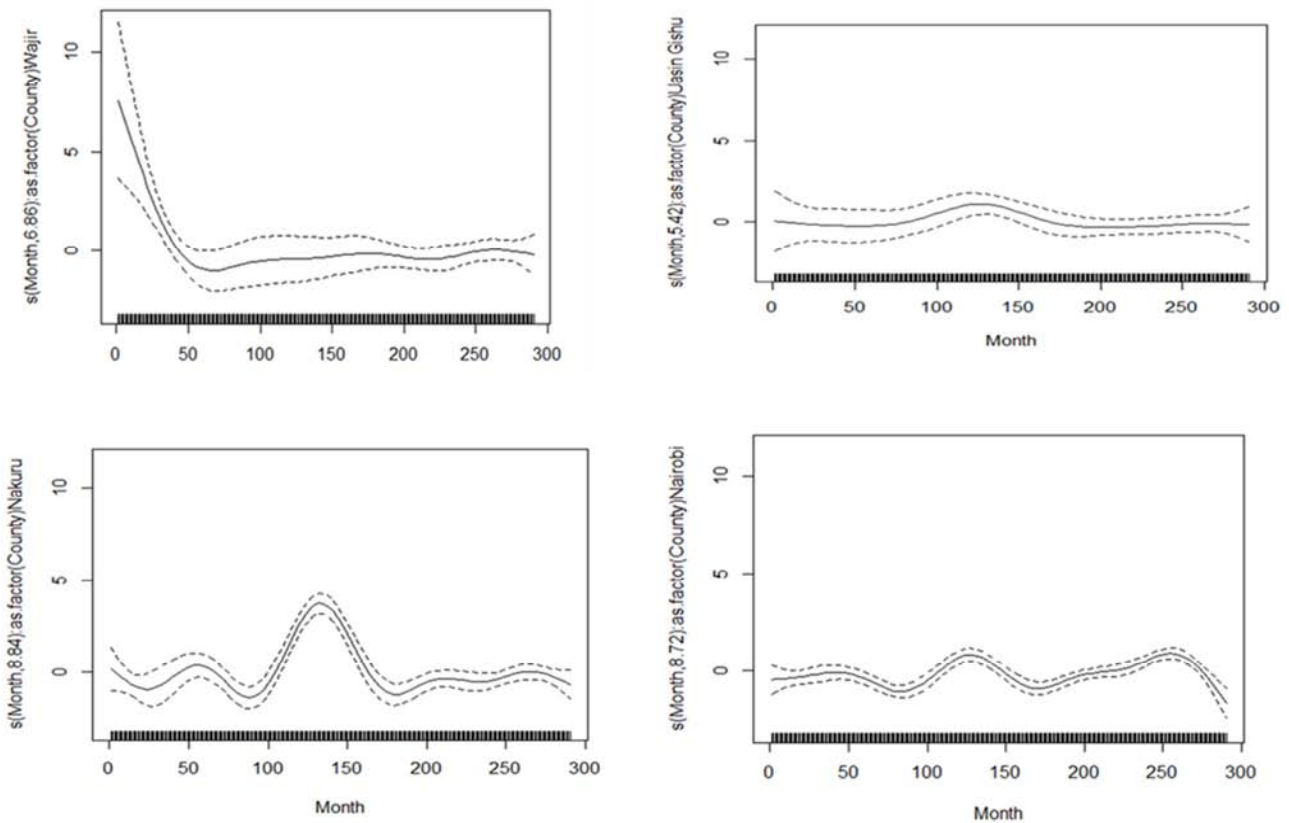 s(Month,6.86):as.factor(County)Wajir
10
5
0
0 50 100 150 200 250 300
s(Month,5.42):as.factor(County)Uasin Gishu
10
5
0
0 50 100 150 200 250 300
Month
s(Month,8.84):as.factor(County)Nakuru
10
5
0
0 50 100 150 200 250 300
Month
s(Month,8.72):as.factor(County)Nairobi
10
5
0
0 50 100 150 200 250 300
Month